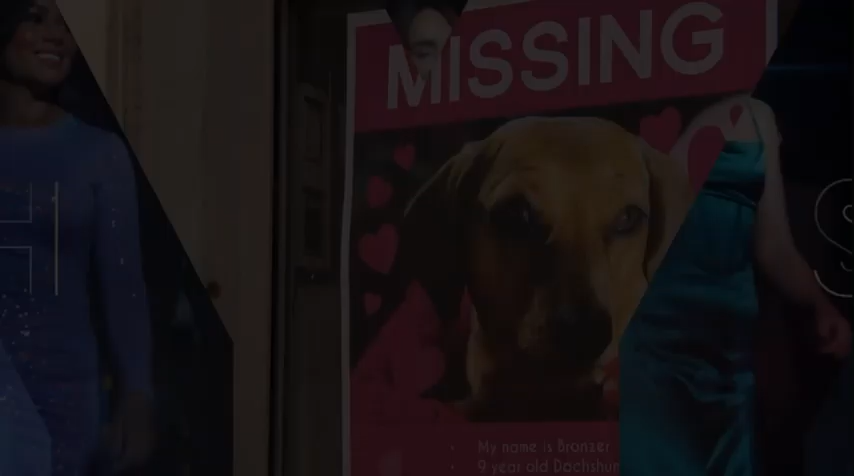 MISSING
H
S
• My name is Bronzer
• 9 year old Dachshun